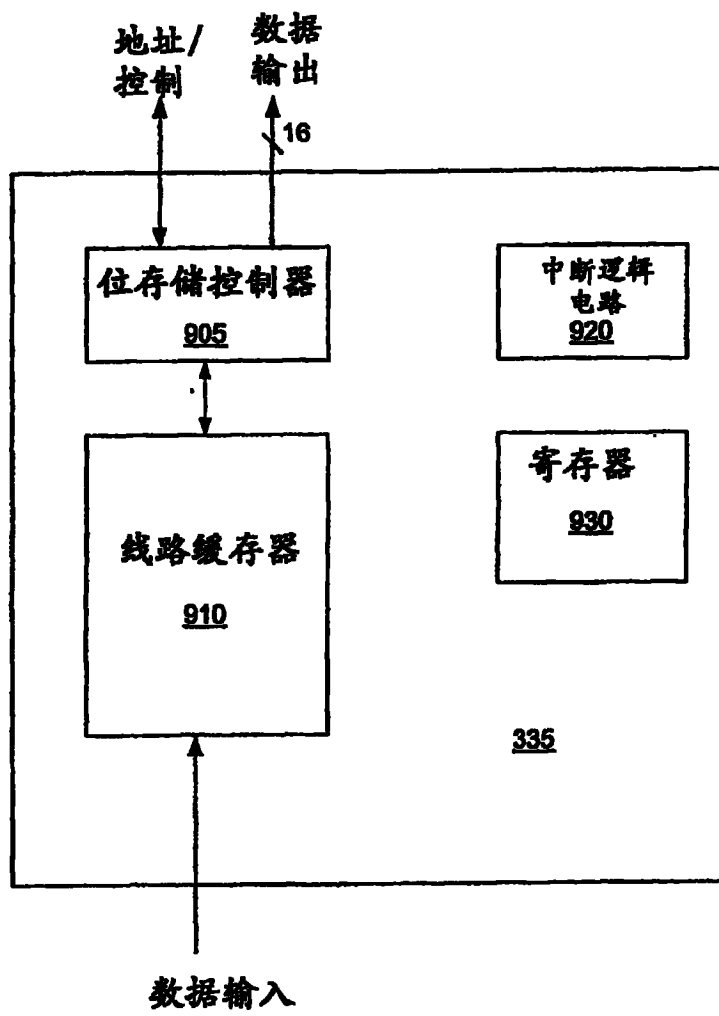 地址/
控制
数据
输出
16
位存储控制器
905
中断逻辑
电路
920
线路缓存器
910
寄存器
930
335
数据输入